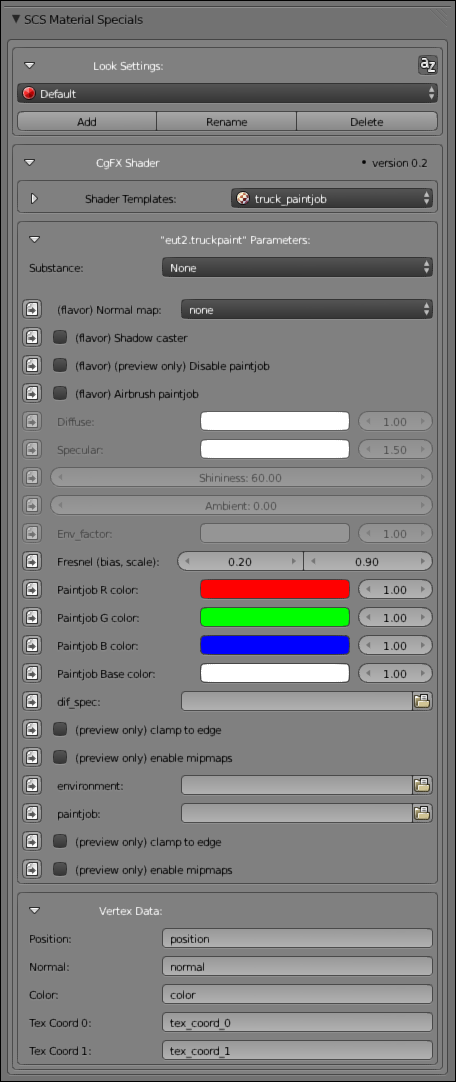 SCS Material Specials
Look Settings:
az
Default
Add Rename Delete
CgFX Shader • version 0.2
Shader Templates: truck_paintjob
"eut2.truckpaint" Parameters:
Substance: None
(flavor) Normal map: none
(flavor) Shadow caster
(flavor) (preview only) Disable paintjob
(flavor) Airbrush paintjob
Diffuse: 1.00
Specular: 1.50
Shininess: 60.00
Ambient: 0.00
Env_factor: 1.00
Fresnel (bias, scale): 0.20 0.90
Paintjob R color: 1.00
Paintjob G color: 1.00
Paintjob B color: 1.00
Paintjob Base color: 1.00
dif_spec:
(preview only) clamp to edge
(preview only) enable mipmaps
environment:
paintjob:
(preview only) clamp to edge
(preview only) enable mipmaps
Vertex Data:
Position: position
Normal: normal
Color: color
Tex Coord 0: tex_coord_0
Tex Coord 1: tex_coord_1